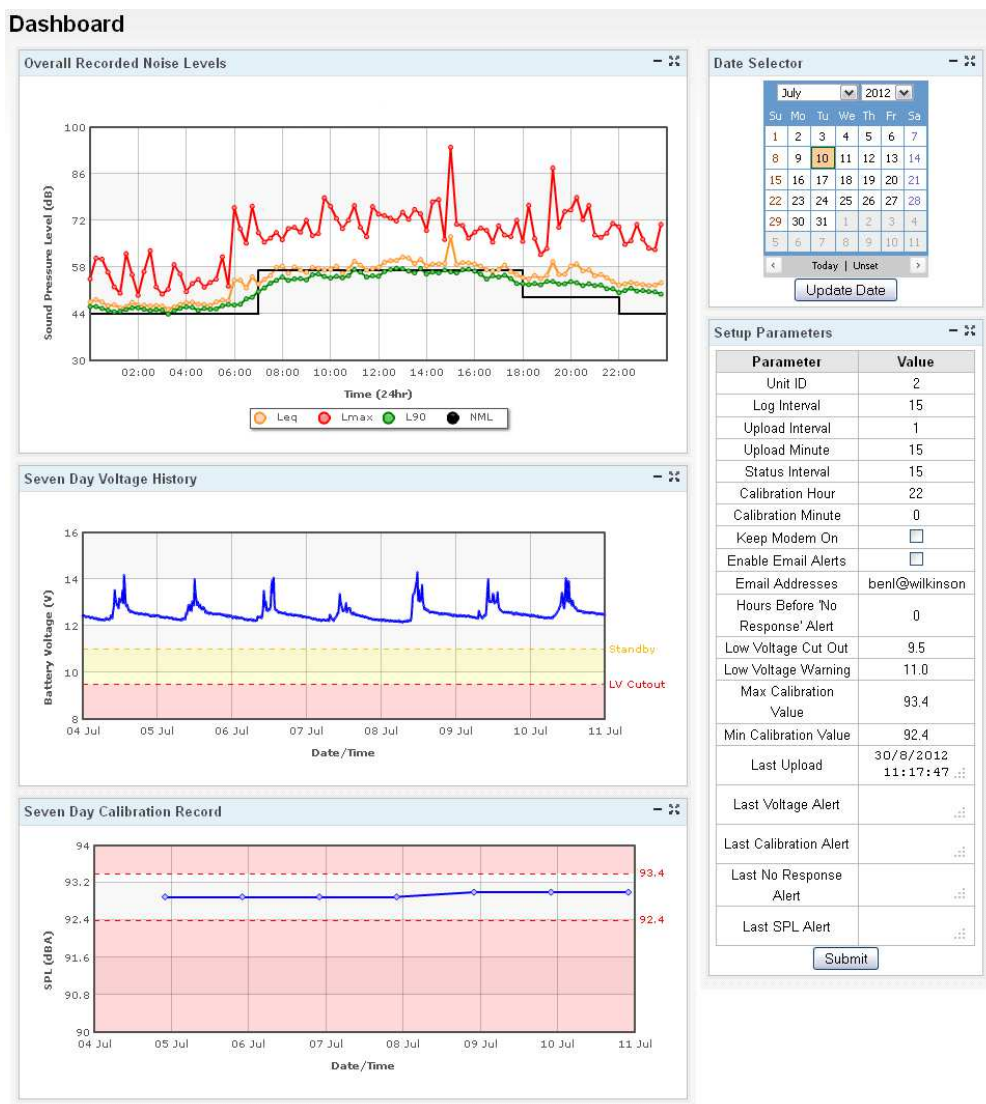 Dashboard
Overall Recorded Noise Levels
100
86
72
58
44
30
Sound Pressure Level (dB)
02:00 04:00 06:00 08:00 10:00 12:00 14:00 16:00 18:00 20:00 22:00
Time (24hr)
Leq Lmax L90 NML
Seven Day Voltage History
16
14
12
10
8
Battery Voltage (V)
Standby
LV Cutout
04 Jul 05 Jul 06 Jul 07 Jul 08 Jul 09 Jul 10 Jul 11 Jul
Date/Time
Seven Day Calibration Record
94
93.2
92.4
91.6
90.8
90
SPL (dBA)
93.4
92.4
04 Jul 05 Jul 06 Jul 07 Jul 08 Jul 09 Jul 10 Jul 11 Jul
Date/Time
Date Selector
July 2012
Su Mo Tu We Th Fr Sa
1 2 3 4 5 6 7
8 9 10 11 12 13 14
15 16 17 18 19 20 21
22 23 24 25 26 27 28
29 30 31 1 2 3 4
5 6 7 8 9 10 11
‹ Today | Unset ›
Update Date
Setup Parameters
Parameter Value
Unit ID 2
Log Interval 15
Upload Interval 1
Upload Minute 15
Status Interval 15
Calibration Hour 22
Calibration Minute 0
Keep Modem On
Enable Email Alerts
Email Addresses benl@wilkinson
Hours Before 'No
Response' Alert 0
Low Voltage Cut Out 9.5
Low Voltage Warning 11.0
Max Calibration
Value 93.4
Min Calibration Value 92.4
Last Upload 30/8/2012
11:17:47
Last Voltage Alert
Last Calibration Alert
Last No Response
Alert
Last SPL Alert
Submit